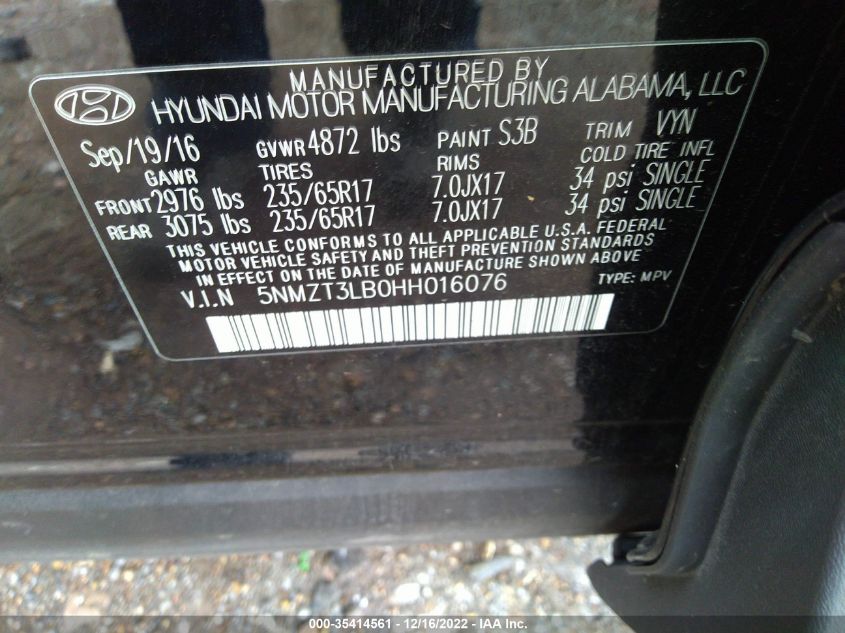 MANUFACTURED BY
HYUNDAI MOTOR MANUFACTURING ALABAMA, LLC
Sep/19/16 GVWR 4872 lbs PAINT S3B TRIM VYN
GAWR TIRES RIMS COLD TIRE INFL
FRONT 2976 lbs 235/65R17 7.0JX17 34 psi SINGLE
REAR 3075 lbs 235/65R17 7.0JX17 34 psi SINGLE
THIS VEHICLE CONFORMS TO ALL APPLICABLE U.S.A. FEDERAL
MOTOR VEHICLE SAFETY AND THEFT PREVENTION STANDARDS
IN EFFECT ON THE DATE OF MANUFACTURE SHOWN ABOVE
V.I.N 5NMZT3LB0HH016076 TYPE: MPV
000-35414561 - 12/16/2022 - IAA Inc.